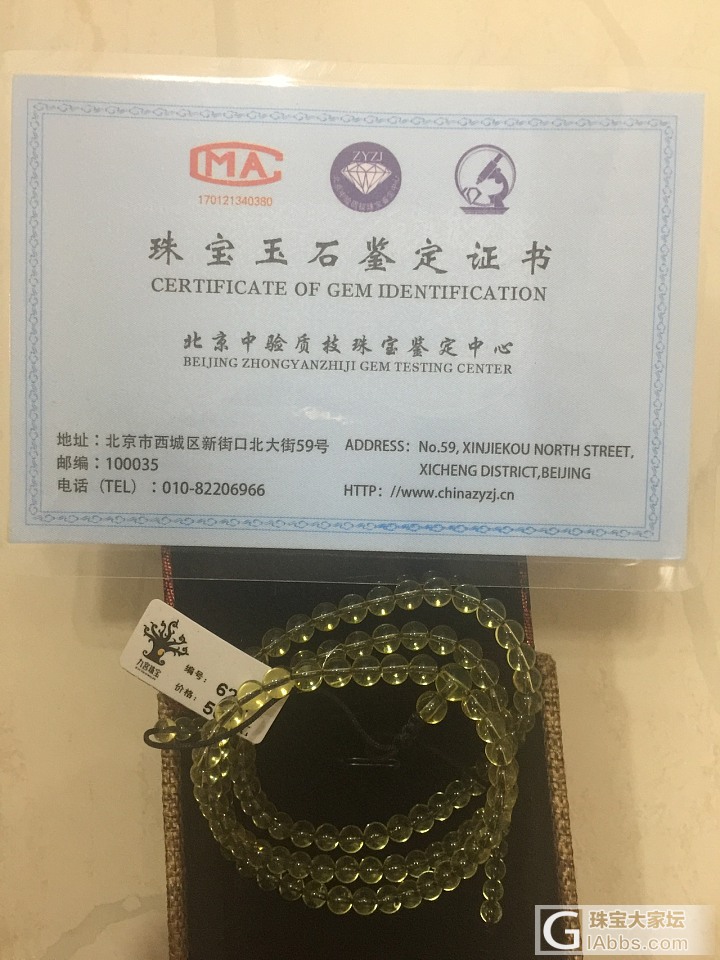 CMA
170121340380
ZYZJ
珠宝玉石鉴定证书
CERTIFICATE OF GEM IDENTIFICATION
北京中验质技珠宝鉴定中心
BEIJING ZHONGYANZHIJI GEM TESTING CENTER
地址：北京市西城区新街口北大街59号
邮编：100035
电话（TEL）：010-82206966
ADDRESS：No.59, XINJIEKOU NORTH STREET,
XICHENG DISTRICT,BEIJING
HTTP：//www.chinazyzj.cn
编号：
价格：
G 珠宝大家坛
GIAbbs.com